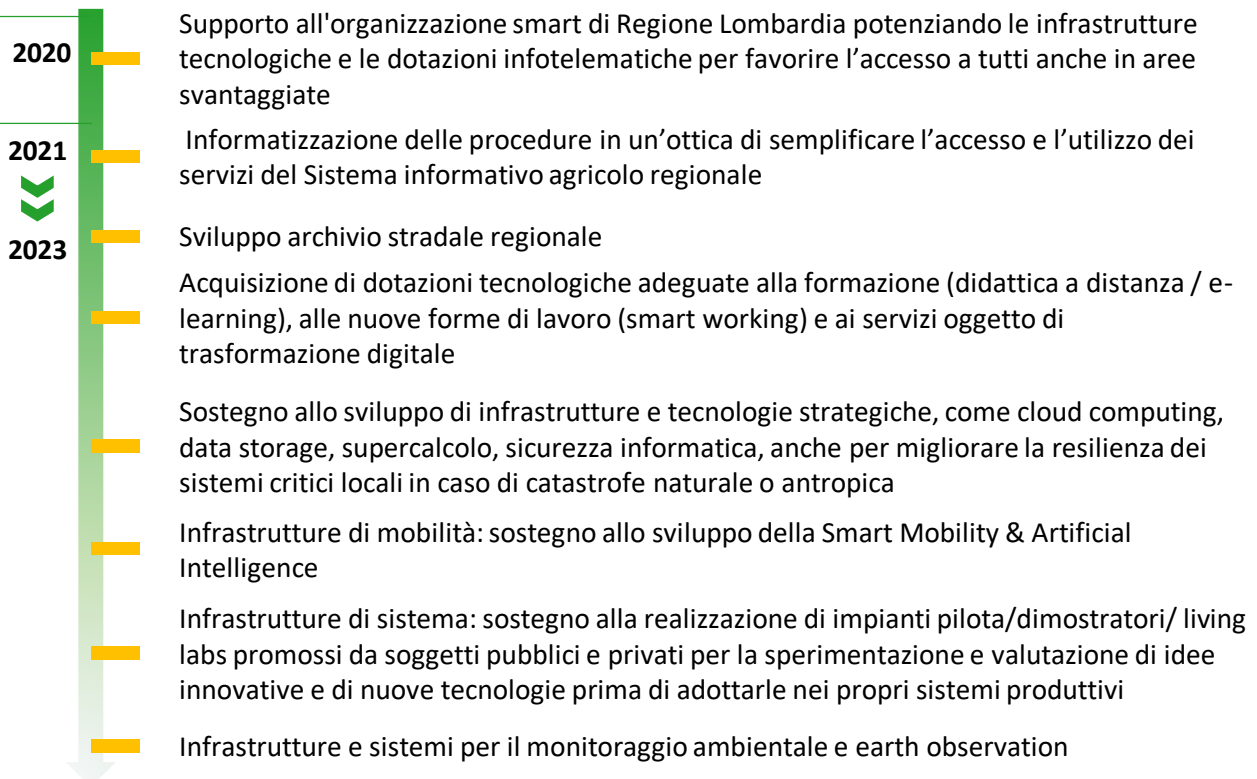 2020
Supporto all'organizzazione smart di Regione Lombardia potenziando le infrastrutture
tecnologiche e le dotazioni infotelematiche per favorire l’accesso a tutti anche in aree
svantaggiate
2021
Informatizzazione delle procedure in un’ottica di semplificare l’accesso e l’utilizzo dei
servizi del Sistema informativo agricolo regionale
2023
Sviluppo archivio stradale regionale
Acquisizione di dotazioni tecnologiche adeguate alla formazione (didattica a distanza / e-
learning), alle nuove forme di lavoro (smart working) e ai servizi oggetto di
trasformazione digitale
Sostegno allo sviluppo di infrastrutture e tecnologie strategiche, come cloud computing,
data storage, supercalcolo, sicurezza informatica, anche per migliorare la resilienza dei
sistemi critici locali in caso di catastrofe naturale o antropica
Infrastrutture di mobilità: sostegno allo sviluppo della Smart Mobility & Artificial
Intelligence
Infrastrutture di sistema: sostegno alla realizzazione di impianti pilota/dimostratori/ living
labs promossi da soggetti pubblici e privati per la sperimentazione e valutazione di idee
innovative e di nuove tecnologie prima di adottarle nei propri sistemi produttivi
Infrastrutture e sistemi per il monitoraggio ambientale e earth observation